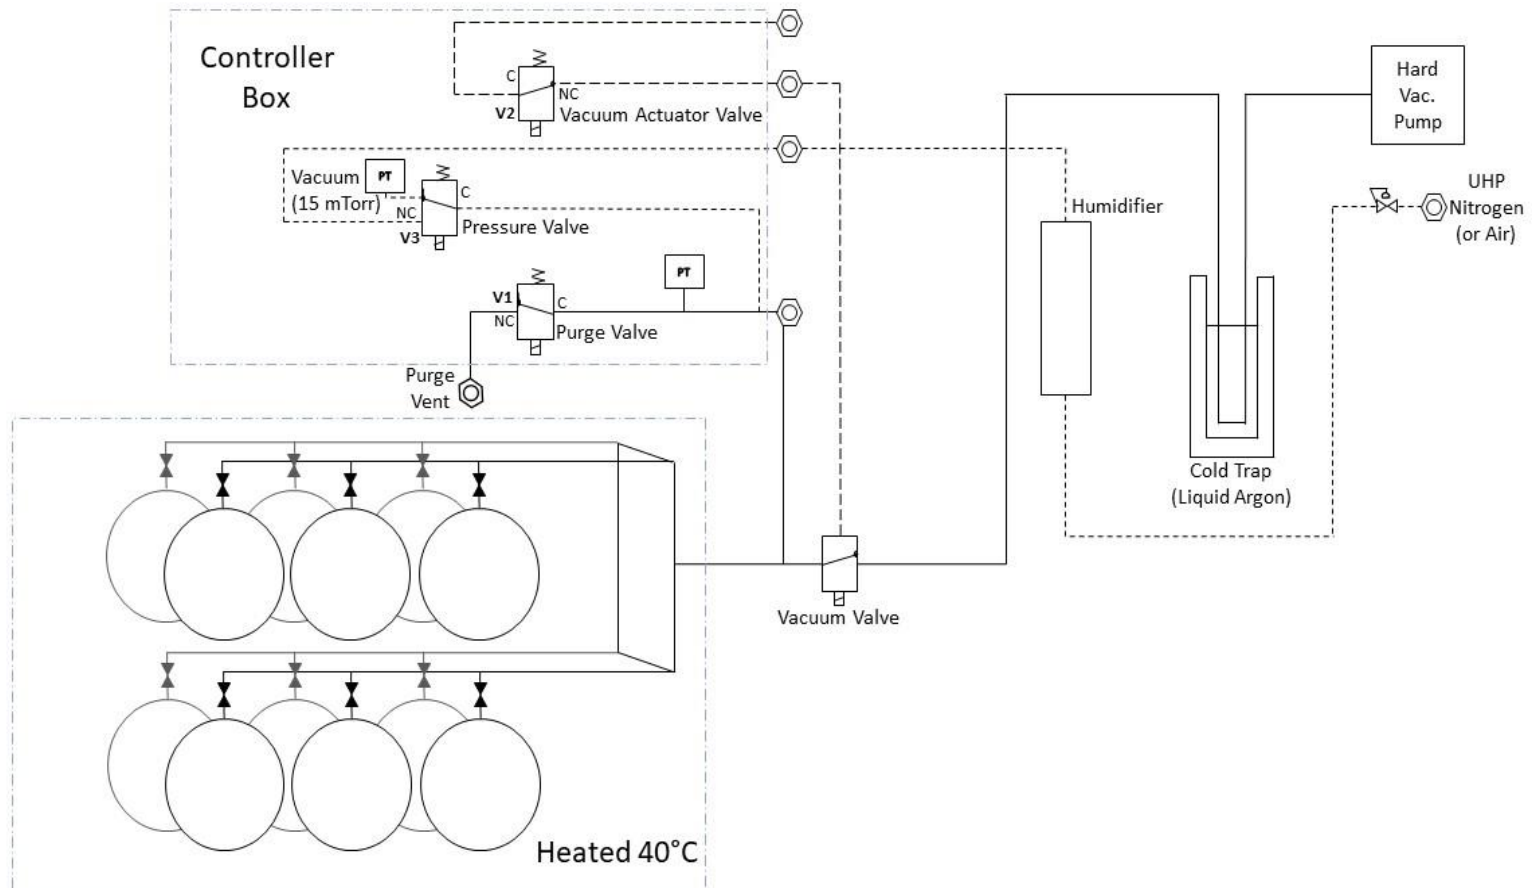 Controller
Box
C
NC
V2
Vacuum Actuator Valve
Hard
Vac.
Pump
Vacuum
(15 mTorr)
PT
C
NC
V3
Pressure Valve
Humidifier
UHP
Nitrogen
(or Air)
PT
V1
C
NC
Purge Valve
Purge
Vent
Cold Trap
(Liquid Argon)
Vacuum Valve
Heated 40°C